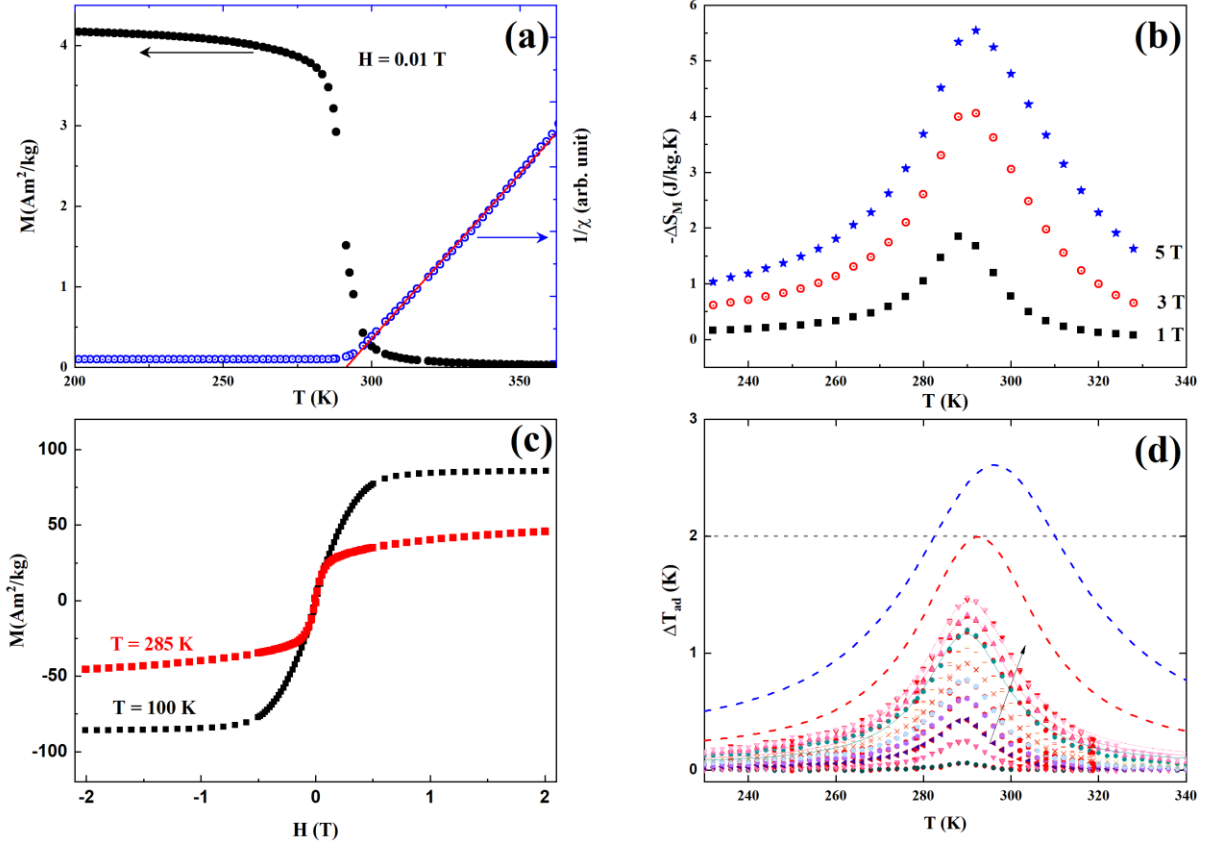 (a)
H = 0.01 T
M(Am²/kg)
4
3
2
1
0
1/χ (arb. unit)
200 250 300 350
T (K)
(b)
-ΔS_M (J/kg.K)
6
5
4
3
2
1
0
5 T
3 T
1 T
240 260 280 300 320 340
T (K)
(c)
M(Am²/kg)
100
50
0
-50
-100
T = 285 K
T = 100 K
-2 -1 0 1 2
H (T)
(d)
ΔT_ad (K)
3
2
1
0
240 260 280 300 320 340
T (K)